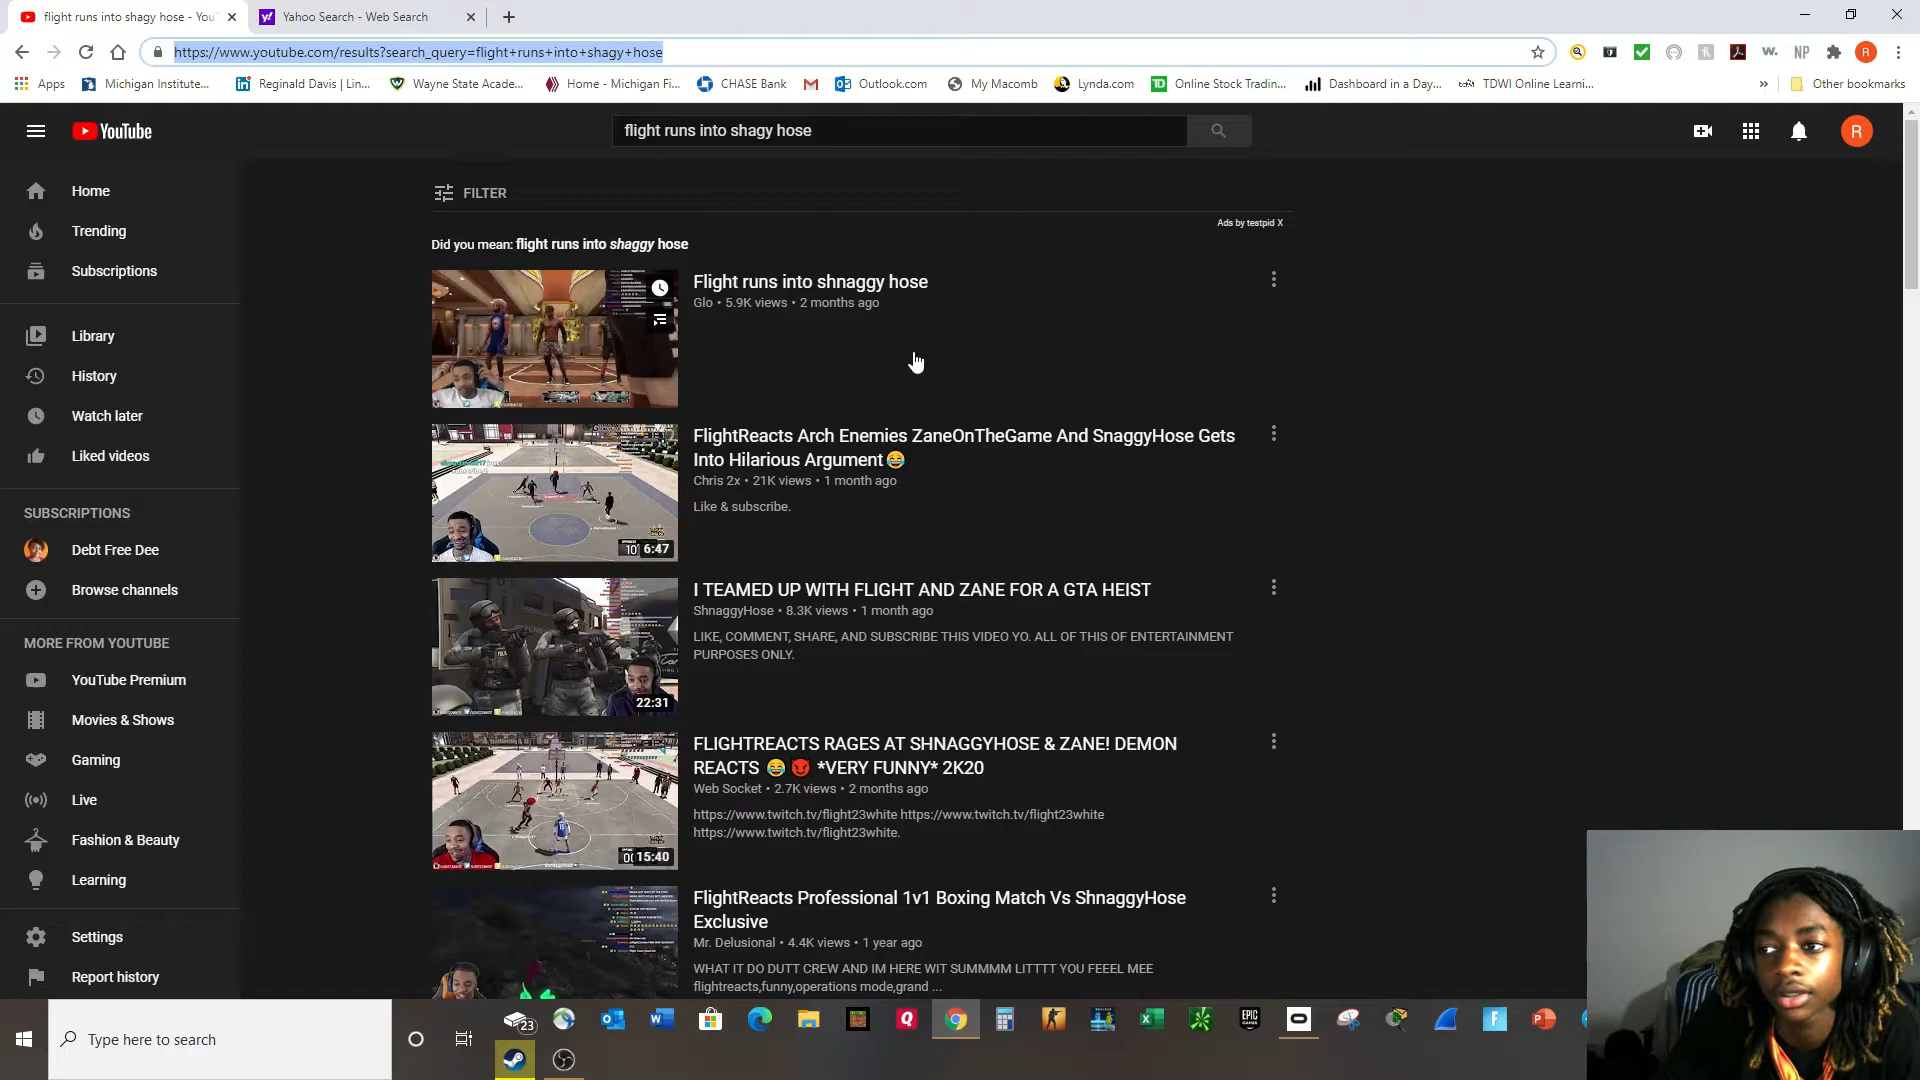 flight runs into shagy hose - YouT
Yahoo Search - Web Search
https://www.youtube.com/results?search_query=flight+runs+into+shagy+hose
Apps
Michigan Institute...
Reginald Davis | Lin...
Wayne State Acade...
Home - Michigan Fi...
CHASE Bank
Outlook.com
My Macomb
Lynda.com
Online Stock Tradin...
Dashboard in a Day...
TDWI Online Learni...
Other bookmarks
YouTube
flight runs into shagy hose
R
Home
Trending
Subscriptions
Library
History
Watch later
Liked videos
SUBSCRIPTIONS
Debt Free Dee
Browse channels
MORE FROM YOUTUBE
YouTube Premium
Movies & Shows
Gaming
Live
Fashion & Beauty
Learning
Settings
Report history
FILTER
Ads by testpid X
Did you mean: flight runs into shaggy hose
Flight runs into shnaggy hose
Glo • 5.9K views • 2 months ago
FlightReacts Arch Enemies ZaneOnTheGame And SnaggyHose Gets
Into Hilarious Argument😂
Chris 2x • 21K views • 1 month ago
Like & subscribe.
6:47
I TEAMED UP WITH FLIGHT AND ZANE FOR A GTA HEIST
ShnaggyHose • 8.3K views • 1 month ago
LIKE, COMMENT, SHARE, AND SUBSCRIBE THIS VIDEO YO. ALL OF THIS OF ENTERTAINMENT
PURPOSES ONLY.
22:31
FLIGHTREACTS RAGES AT SHNAGGYHOSE & ZANE! DEMON
REACTS 😂😈 *VERY FUNNY* 2K20
Web Socket • 2.7K views • 2 months ago
https://www.twitch.tv/flight23white https://www.twitch.tv/flight23white
https://www.twitch.tv/flight23white.
15:40
FlightReacts Professional 1v1 Boxing Match Vs ShnaggyHose
Exclusive
Mr. Delusional • 4.4K views • 1 year ago
WHAT IT DO DUTT CREW AND IM HERE WIT SUMMMM LITTTT YOU FEEEL MEE
flightreacts,funny,operations mode,grand ...
Type here to search
23